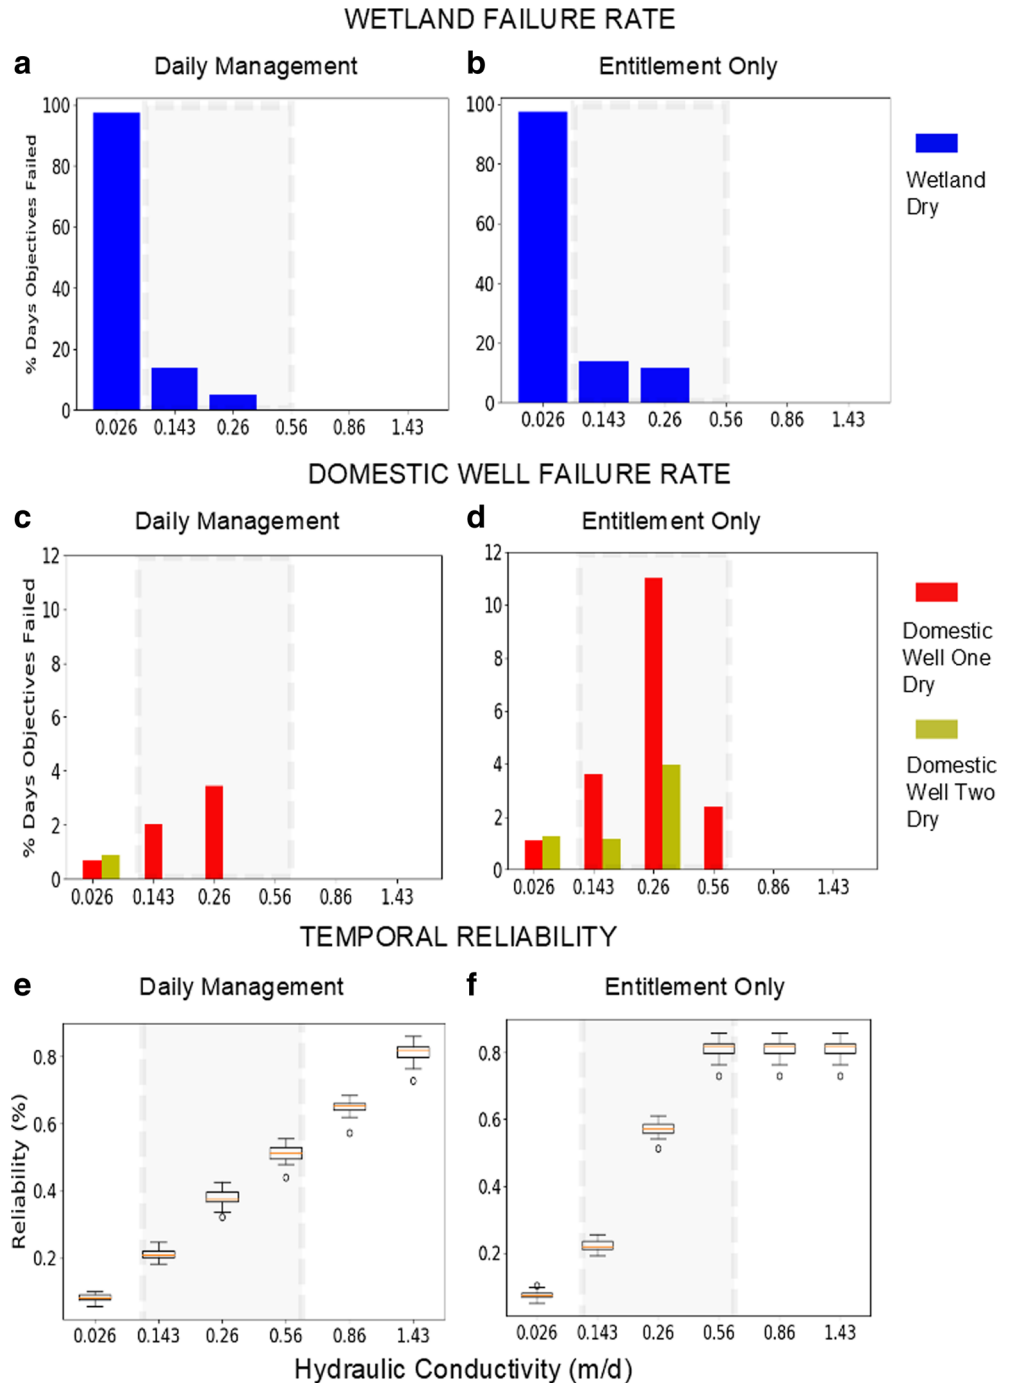 WETLAND FAILURE RATE
a
Daily Management
b
Entitlement Only
% Days Objectives Failed
100
80
60
40
20
0
0.026 0.143 0.26 0.56 0.86 1.43
100
80
60
40
20
0
0.026 0.143 0.26 0.56 0.86 1.43
Wetland
Dry
DOMESTIC WELL FAILURE RATE
c
Daily Management
d
Entitlement Only
% Days Objectives Failed
12
10
8
6
4
2
0
0.026 0.143 0.26 0.56 0.86 1.43
12
10
8
6
4
2
0
0.026 0.143 0.26 0.56 0.86 1.43
Domestic
Well One
Dry
Domestic
Well Two
Dry
TEMPORAL RELIABILITY
e
Daily Management
f
Entitlement Only
Reliability (%)
0.8
0.6
0.4
0.2
0.026 0.143 0.26 0.56 0.86 1.43
0.8
0.6
0.4
0.2
0.026 0.143 0.26 0.56 0.86 1.43
Hydraulic Conductivity (m/d)